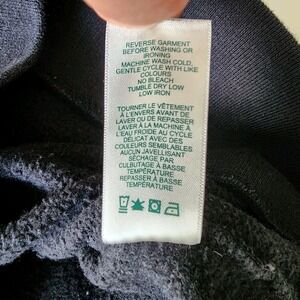 REVERSE GARMENT
BEFORE WASHING OR
IRONING
MACHINE WASH COLD,
GENTLE CYCLE WITH LIKE
COLOURS
NO BLEACH
TUMBLE DRY LOW
LOW IRON
TOURNER LE VÊTEMENT
À L'ENVERS AVANT DE
LAVER OU DE REPASSER
LAVER À LA MACHINE À
L'EAU FROIDE AU CYCLE
DÉLICAT AVEC DES
COULEURS SEMBLABLES
AUCUN JAVELLISANT
SÉCHAGE PAR
CULBUTAGE À BASSE
TEMPÉRATURE
REPASSER À BASSE
TEMPÉRATURE